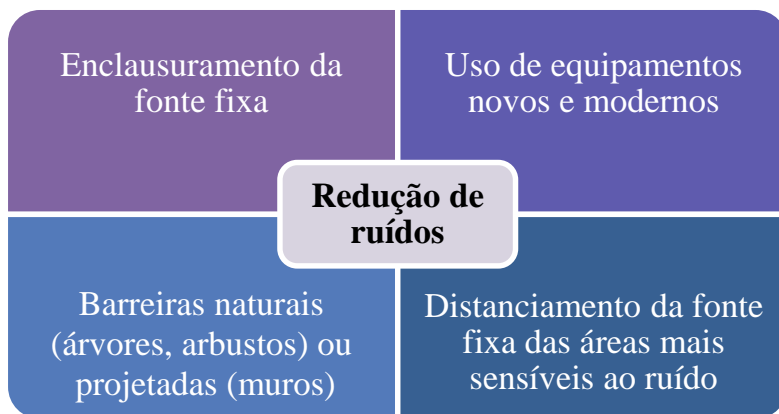 Enclausuramento da
fonte fixa
Uso de equipamentos
novos e modernos
Redução de
ruídos
Barreiras naturais
(árvores, arbustos) ou
projetadas (muros)
Distanciamento da fonte
fixa das áreas mais
sensíveis ao ruído